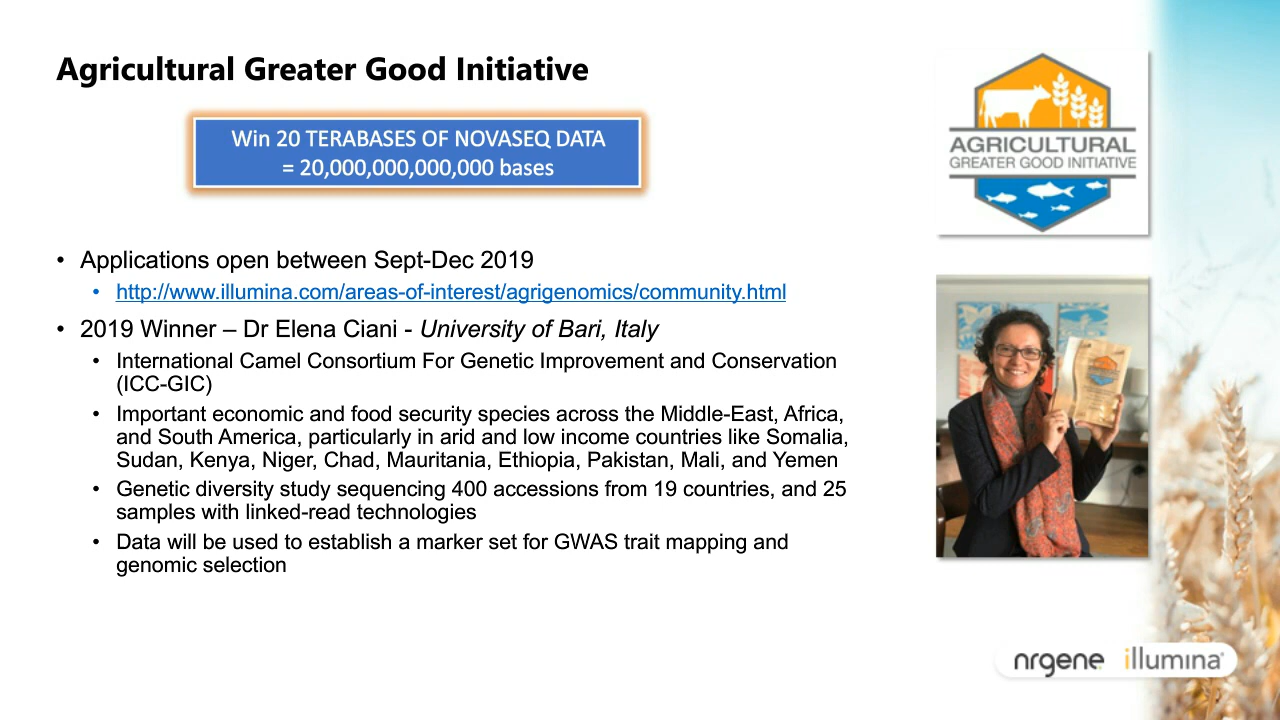 Agricultural Greater Good Initiative
Win 20 TERABASES OF NOVASEQ DATA
= 20,000,000,000,000 bases
AGRICULTURAL
GREATER GOOD INITIATIVE
• Applications open between Sept-Dec 2019
• http://www.illumina.com/areas-of-interest/agrigenomics/community.html
• 2019 Winner – Dr Elena Ciani - University of Bari, Italy
• International Camel Consortium For Genetic Improvement and Conservation
(ICC-GIC)
• Important economic and food security species across the Middle-East, Africa,
and South America, particularly in arid and low income countries like Somalia,
Sudan, Kenya, Niger, Chad, Mauritania, Ethiopia, Pakistan, Mali, and Yemen
• Genetic diversity study sequencing 400 accessions from 19 countries, and 25
samples with linked-read technologies
• Data will be used to establish a marker set for GWAS trait mapping and
genomic selection
nrgene illumina®